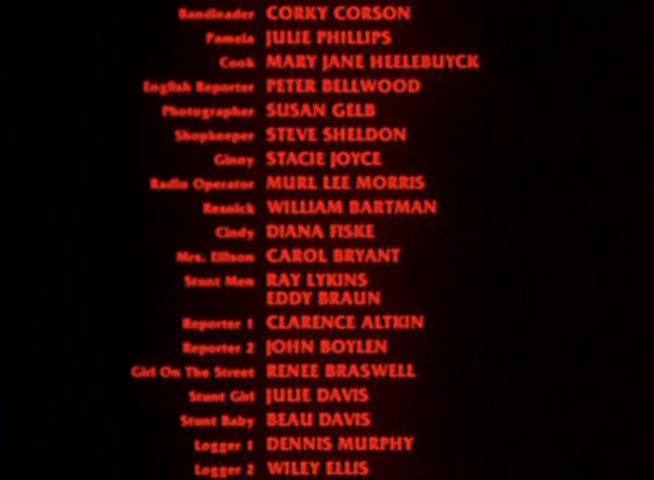 Bandleader CORKY CORSON
Pamela JULIE PHILLIPS
Cook MARY JANE HEELEBUYCK
English Reporter PETER BELLWOOD
Photographer SUSAN GELB
Shopkeeper STEVE SHELDON
Ginny STACIE JOYCE
Radio Operator MURL LEE MORRIS
Resnick WILLIAM BARTMAN
Cindy DIANA FISKE
Mrs. Ellison CAROL BRYANT
Stunt Men RAY LYKINS
EDDY BRAUN
Reporter 1 CLARENCE ALTKIN
Reporter 2 JOHN BOYLEN
Girl On The Street RENEE BRASWELL
Stunt Girl JULIE DAVIS
Stunt Baby BEAU DAVIS
Logger 1 DENNIS MURPHY
Logger 2 WILEY ELLIS